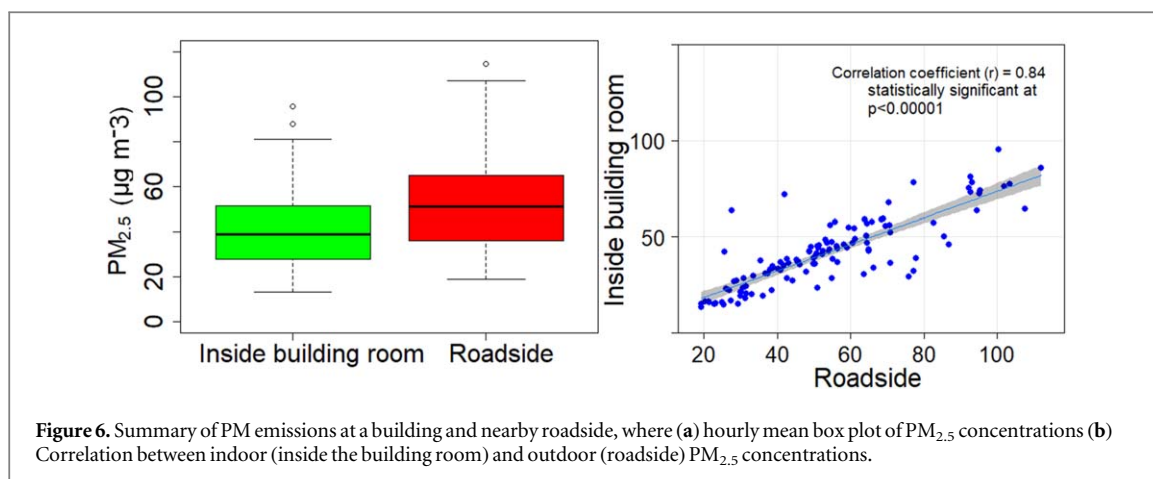 PM2.5 (µg m−3)
100
60
20
0
Inside building room
Roadside
Correlation coefficient (r) = 0.84
statistically significant at
p<0.00001
Inside building room
100
50
20
40
60
80
100
Roadside
Figure 6. Summary of PM emissions at a building and nearby roadside, where (a) hourly mean box plot of PM2.5 concentrations (b)
Correlation between indoor (inside the building room) and outdoor (roadside) PM2.5 concentrations.